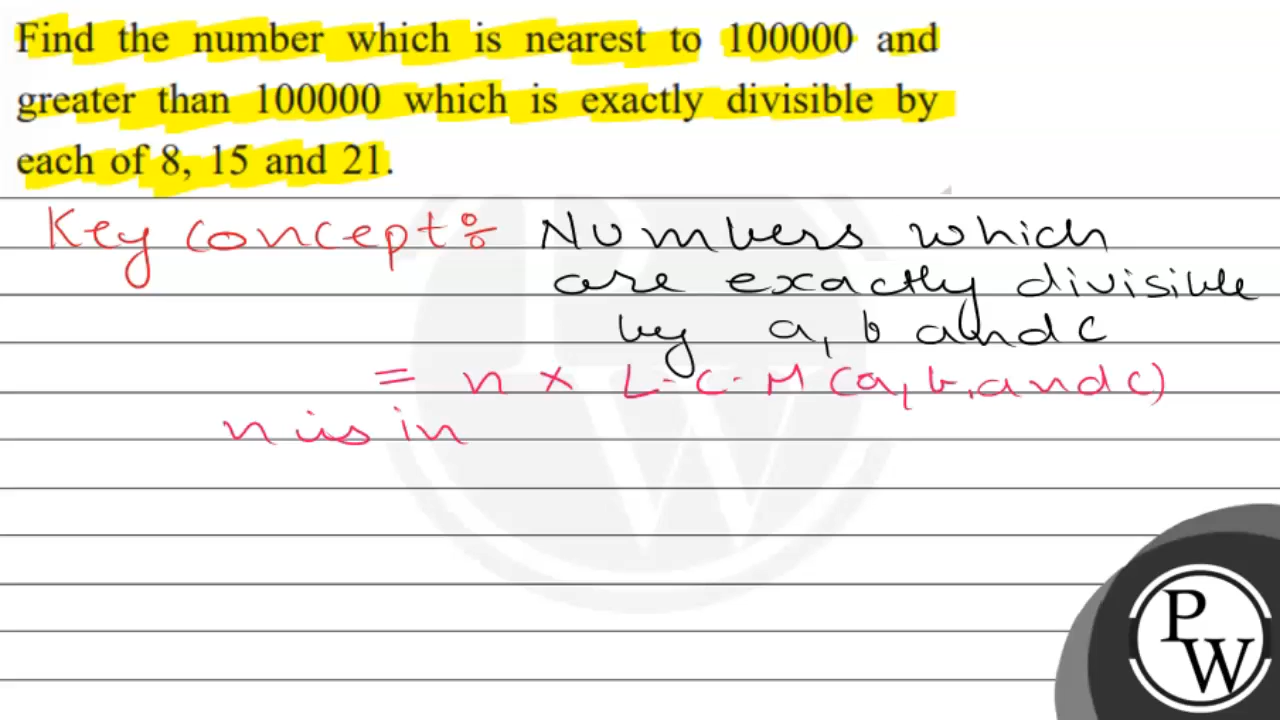 Find the number which is nearest to 100000 and
greater than 100000 which is exactly divisible by
each of 8, 15 and 21.
Key concept: Numbers which
are exactly divisible
by a, b and c
= n × L.C.M (a, b, and c)
n is in
P
W